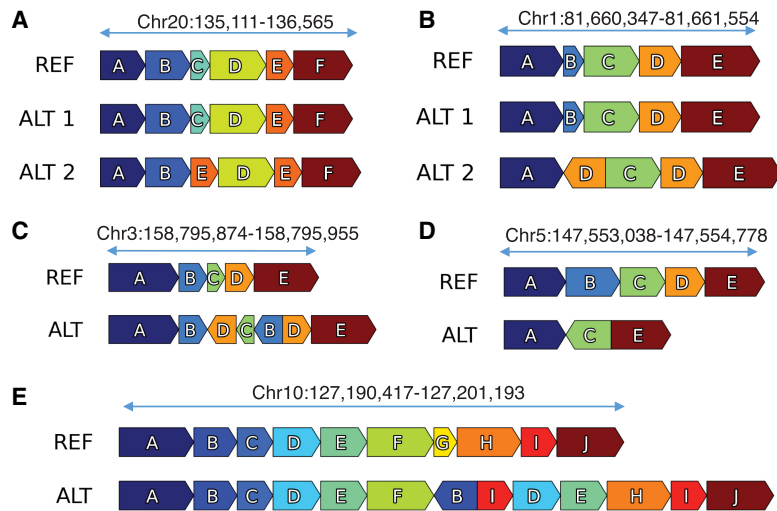 A
Chr20:135,111-136,565
REF A B C D E F
ALT 1 A B C D E F
ALT 2 A B E D E F
B
Chr1:81,660,347-81,661,554
REF A B C D E
ALT 1 A B C D E
ALT 2 A D C D E
C
Chr3:158,795,874-158,795,955
REF A B C D E
ALT A B D C B D E
D
Chr5:147,553,038-147,554,778
REF A B C D E
ALT A C E
E
Chr10:127,190,417-127,201,193
REF A B C D E F G H I J
ALT A B C D E F B I D E H I J